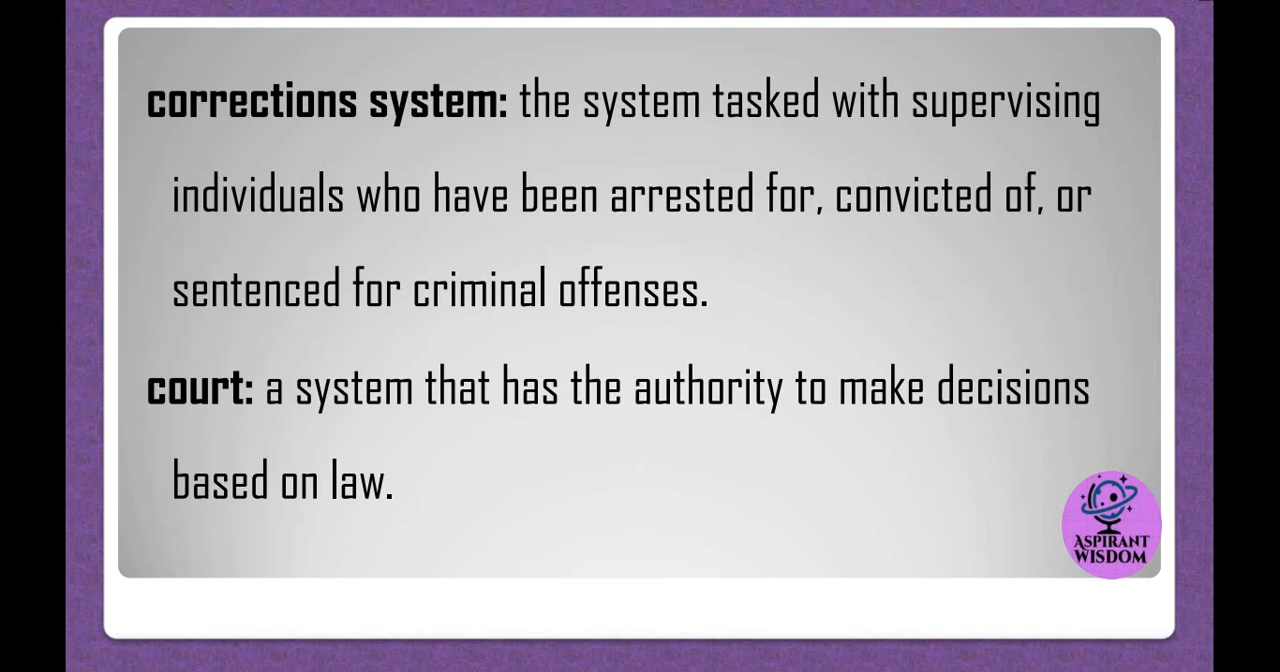 corrections system: the system tasked with supervising
individuals who have been arrested for, convicted of, or
sentenced for criminal offenses.
court: a system that has the authority to make decisions
based on law.
ASPIRANT
WISDOM